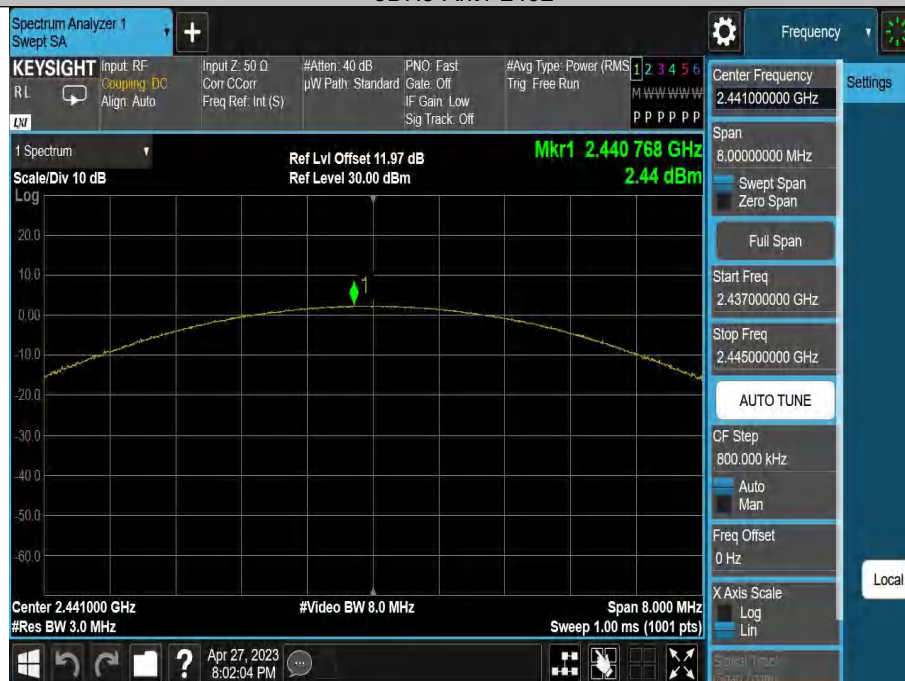 Spectrum Analyzer 1
Swept SA
+
Frequency
KEYSIGHT
RL
LXI
Input: RF
Coupling: DC
Align: Auto
Input Z: 50 Ω
Corr CCorr
Freq Ref: Int (S)
#Atten: 40 dB
µW Path: Standard
PNO: Fast
Gate: Off
IF Gain: Low
Sig Track: Off
#Avg Type: Power (RMS
Trig: Free Run
1 2 3 4 5 6
M W W W W W
P P P P P P
1 Spectrum
Scale/Div 10 dB
Log
Ref Lvl Offset 11.97 dB
Ref Level 30.00 dBm
Mkr1 2.440 768 GHz
2.44 dBm
20.0
10.0
0.00
-10.0
-20.0
-30.0
-40.0
-50.0
-60.0
1
Center 2.441000 GHz
#Res BW 3.0 MHz
#Video BW 8.0 MHz
Span 8.000 MHz
Sweep 1.00 ms (1001 pts)
Center Frequency
2.441000000 GHz
Span
8.00000000 MHz
Swept Span
Zero Span
Full Span
Start Freq
2.437000000 GHz
Stop Freq
2.445000000 GHz
AUTO TUNE
CF Step
800.000 kHz
Auto
Man
Freq Offset
0 Hz
X Axis Scale
Log
Lin
Signal Track
(Span Zoom)
Settings
Local
?
Apr 27, 2023
8:02:04 PM